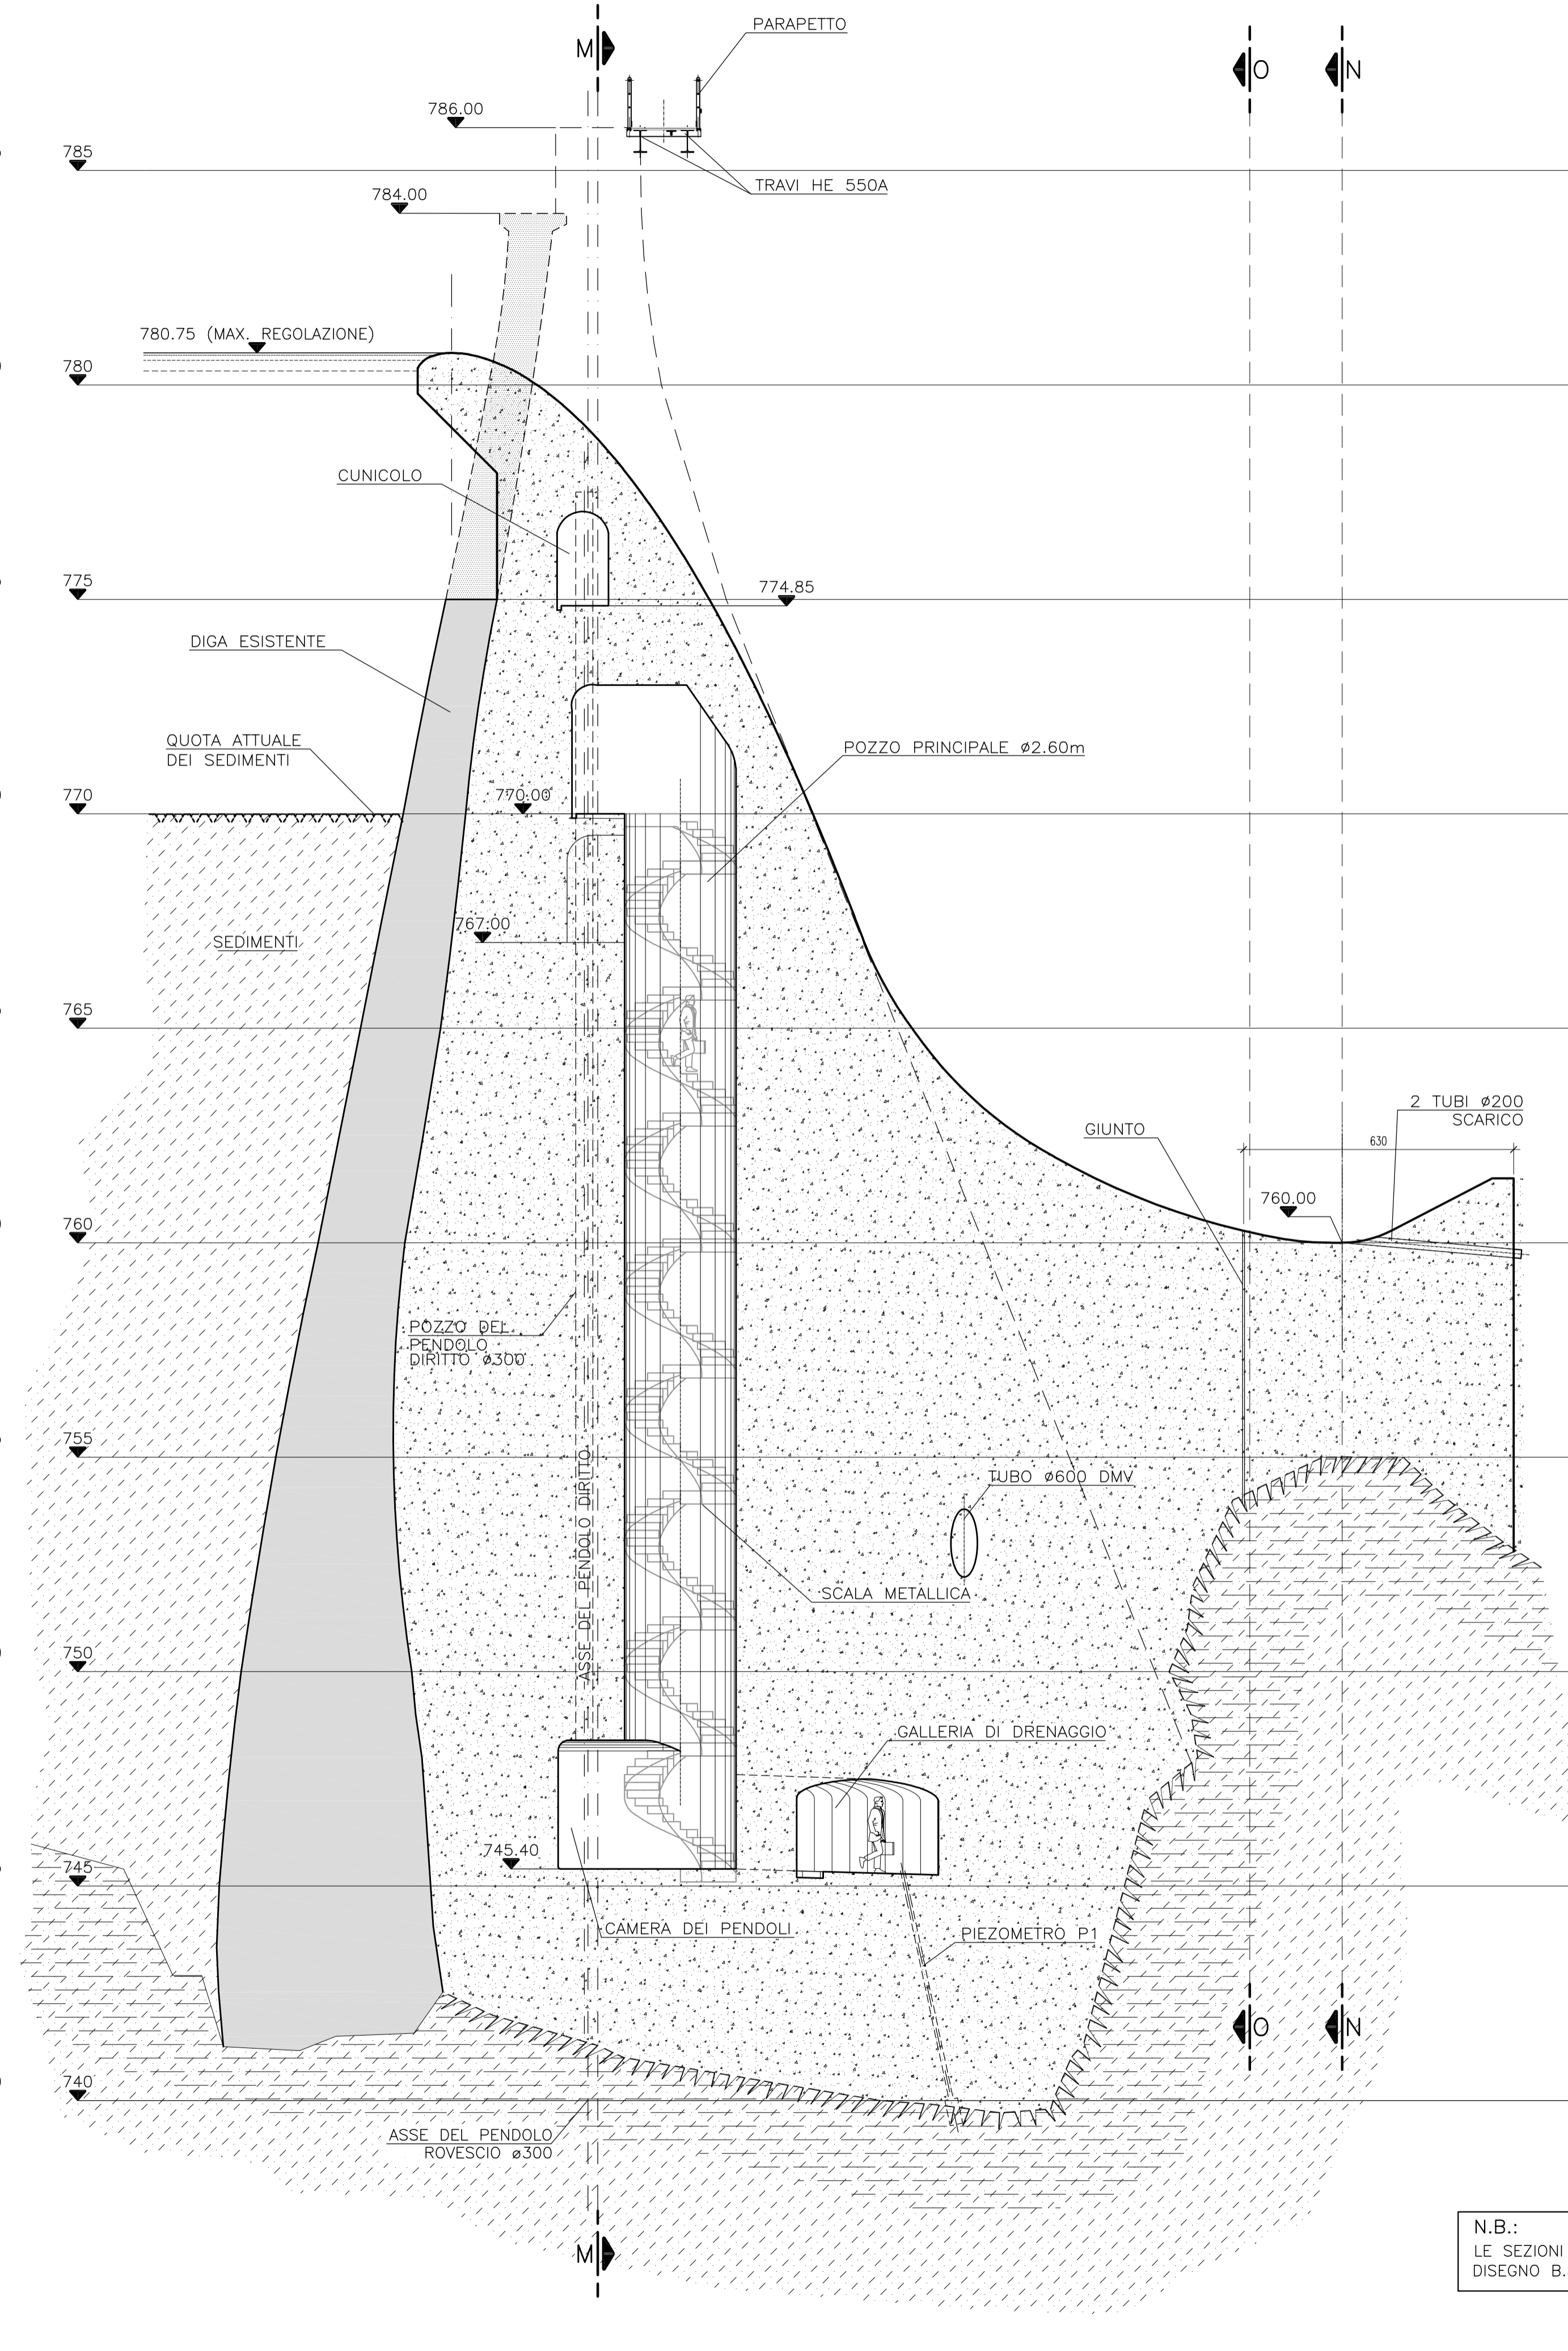 M
PARAPETTO
O
N
786.00
785
TRAVI HE 550A
784.00
780.75 (MAX. REGOLAZIONE)
780
CUNICOLO
775
774.85
DIGA ESISTENTE
QUOTA ATTUALE
DEI SEDIMENTI
POZZO PRINCIPALE ø2.60m
770
770.00
767.00
SEDIMENTI
765
2 TUBI ø200
SCARICO
GIUNTO
630
760.00
760
POZZO DEL
PENDOLO
DIRITTO ø300
755
ASSE DEL PENDOLO DIRITTO
TUBO ø600 DMV
SCALA METALLICA
750
GALLERIA DI DRENAGGIO
745.40
745
CAMERA DEI PENDOLI
PIEZOMETRO P1
O
N
740
ASSE DEL PENDOLO
ROVESCIO ø300
M
N.B.:
LE SEZIONI
DISEGNO B.